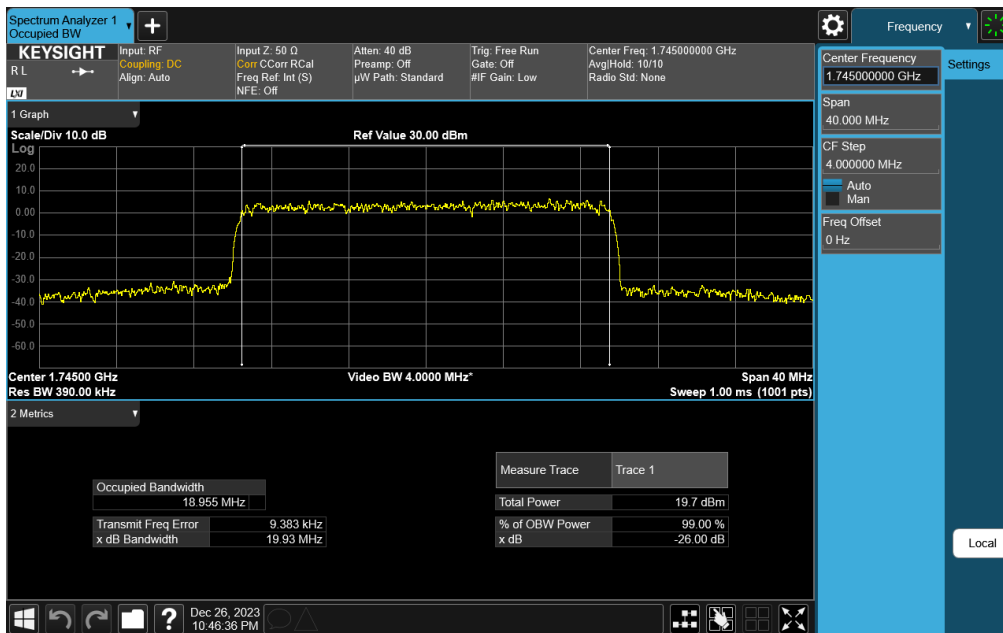 Spectrum Analyzer 1
Occupied BW
Frequency
KEYSIGHT
R L
LXI
Input: RF
Coupling: DC
Align: Auto
Input Z: 50 Ω
Corr CCorr RCal
Freq Ref: Int (S)
NFE: Off
Atten: 40 dB
Preamp: Off
µW Path: Standard
Trig: Free Run
Gate: Off
#IF Gain: Low
Center Freq: 1.745000000 GHz
Avg|Hold: 10/10
Radio Std: None
Center Frequency
1.745000000 GHz
Settings
Span
40.000 MHz
CF Step
4.000000 MHz
Auto
Man
Freq Offset
0 Hz
Local
1 Graph
Scale/Div 10.0 dB
Ref Value 30.00 dBm
Log
20.0
10.0
0.00
-10.0
-20.0
-30.0
-40.0
-50.0
-60.0
Center 1.74500 GHz
Video BW 4.0000 MHz*
Span 40 MHz
Res BW 390.00 kHz
Sweep 1.00 ms (1001 pts)
2 Metrics
Measure Trace Trace 1
Occupied Bandwidth
18.955 MHz
Total Power 19.7 dBm
Transmit Freq Error 9.383 kHz
% of OBW Power 99.00 %
x dB Bandwidth 19.93 MHz
x dB -26.00 dB
?
Dec 26, 2023
10:46:36 PM